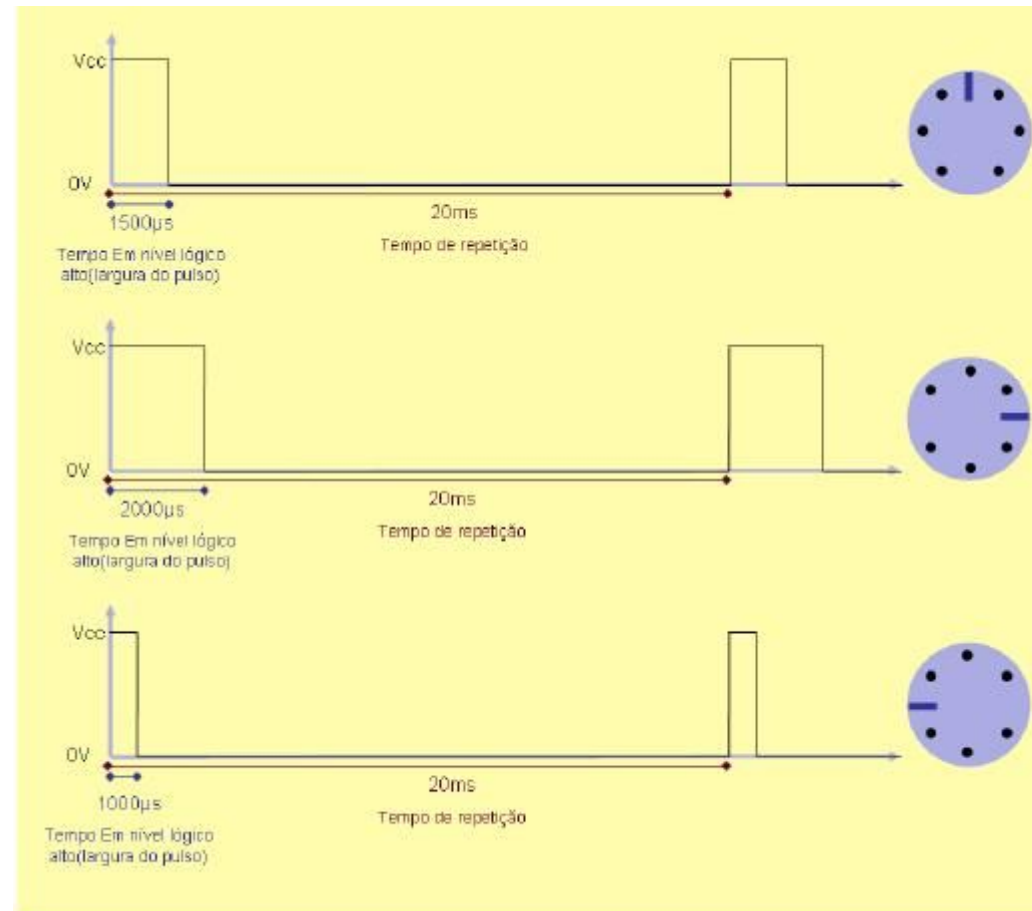 Vcc
0V
1500µs
20ms
Tempo de repetição
Tempo Em nível lógico
alto(largura do pulso)
Vcc
0V
2000µs
20ms
Tempo de repetição
Tempo Em nível lógico
alto(largura do pulso)
Vcc
0V
1000µs
20ms
Tempo de repetição
Tempo Em nível lógico
alto(largura do pulso)